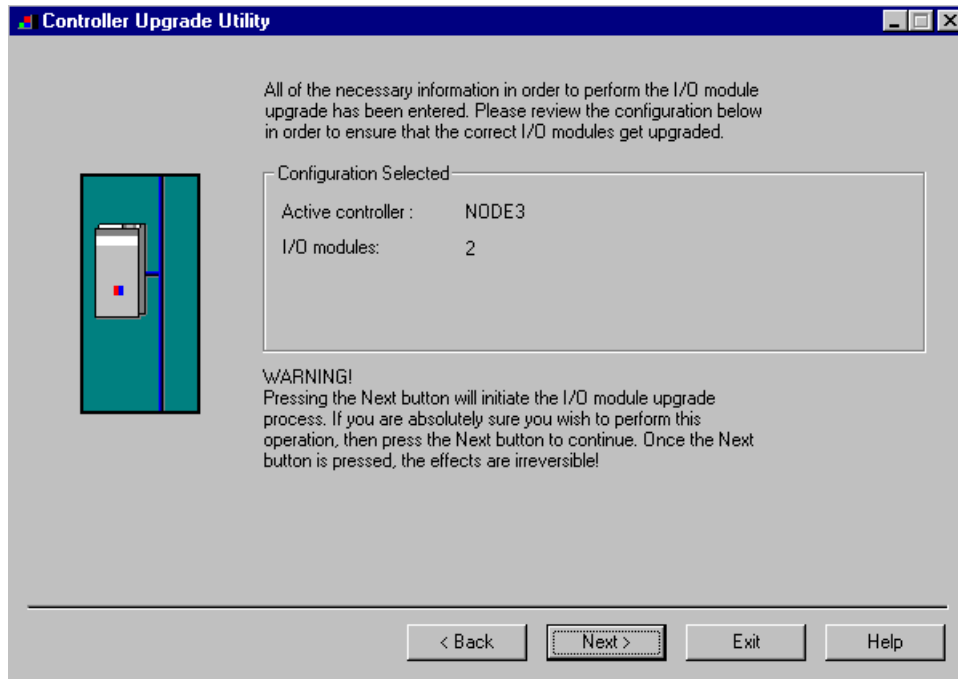 Controller Upgrade Utility
All of the necessary information in order to perform the I/O module
upgrade has been entered. Please review the configuration below
in order to ensure that the correct I/O modules get upgraded.
Configuration Selected
Active controller : NODE3
I/O modules: 2
WARNING!
Pressing the Next button will initiate the I/O module upgrade
process. If you are absolutely sure you wish to perform this
operation, then press the Next button to continue. Once the Next
button is pressed, the effects are irreversible!
< Back Next > Exit Help